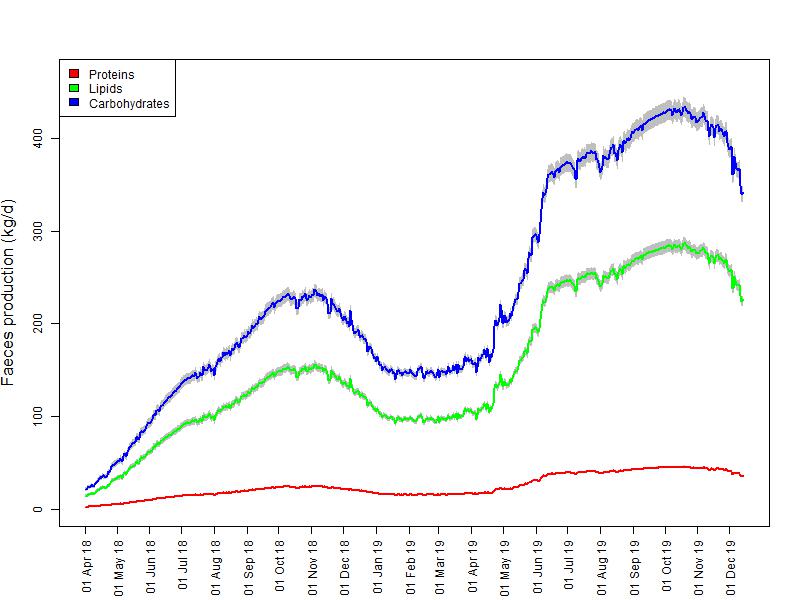 Proteins
Lipids
Carbohydrates
Faeces production (kg/d)
400
300
200
100
0
01 Apr 18
01 May 18
01 Jun 18
01 Jul 18
01 Aug 18
01 Sep 18
01 Oct 18
01 Nov 18
01 Dec 18
01 Jan 19
01 Feb 19
01 Mar 19
01 Apr 19
01 May 19
01 Jun 19
01 Jul 19
01 Aug 19
01 Sep 19
01 Oct 19
01 Nov 19
01 Dec 19